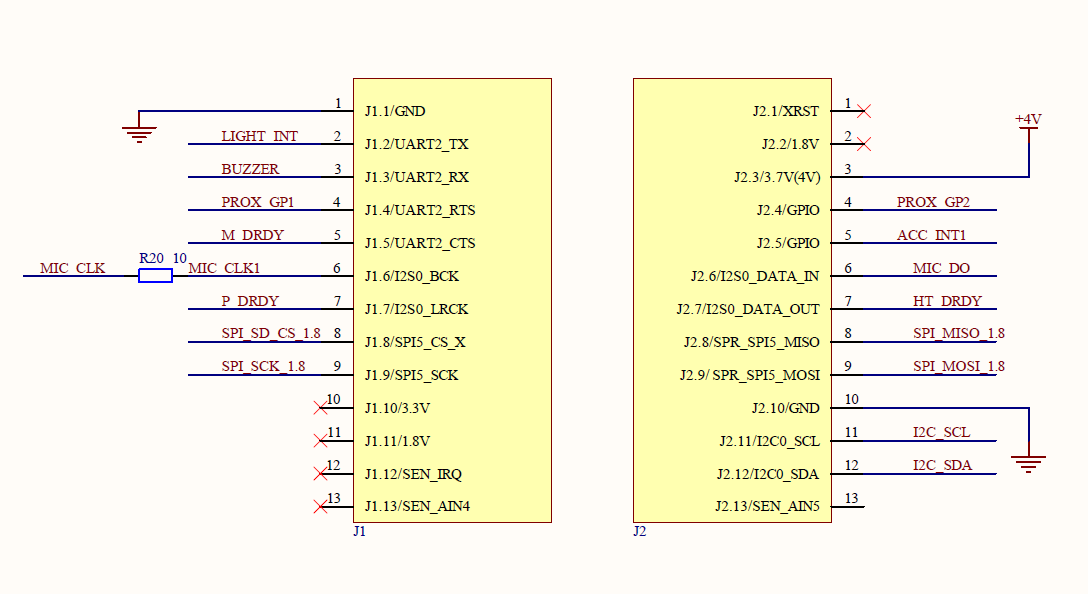 1 J1.1/GND
LIGHT_INT 2 J1.2/UART2_TX
BUZZER 3 J1.3/UART2_RX
PROX_GP1 4 J1.4/UART2_RTS
M_DRDY 5 J1.5/UART2_CTS
R20 10
MIC_CLK MIC_CLK1 6 J1.6/I2S0_BCK
P_DRDY 7 J1.7/I2S0_LRCK
SPI_SD_CS_1.8 8 J1.8/SPI5_CS_X
SPI_SCK_1.8 9 J1.9/SPI5_SCK
10 J1.10/3.3V
11 J1.11/1.8V
12 J1.12/SEN_IRQ
13 J1.13/SEN_AIN4
J1
J2.1/XRST 1
J2.2/1.8V 2
+4V
J2.3/3.7V(4V) 3
J2.4/GPIO 4 PROX_GP2
J2.5/GPIO 5 ACC_INT1
J2.6/I2S0_DATA_IN 6 MIC_DO
J2.7/I2S0_DATA_OUT 7 HT_DRDY
J2.8/SPR_SPI5_MISO 8 SPI_MISO_1.8
J2.9/ SPR_SPI5_MOSI 9 SPI_MOSI_1.8
J2.10/GND 10
J2.11/I2C0_SCL 11 I2C_SCL
J2.12/I2C0_SDA 12 I2C_SDA
J2.13/SEN_AIN5 13
J2